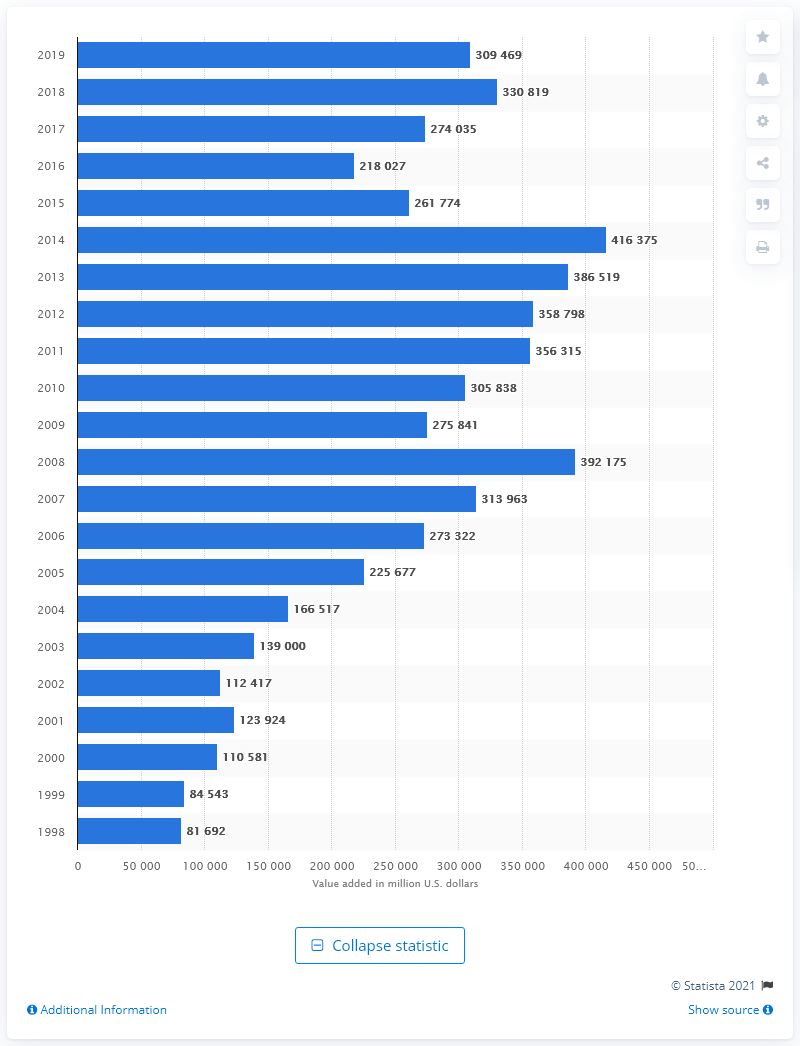 2019 309 469
2018 330 819
2017 274 035
2016 218 027
2015 261 774
2014 416 375
2013 386 519
2012 358 798
2011 356 315
2010 305 838
2009 275 841
2008 392 175
2007 313 963
2006 273 322
2005 225 677
2004 166 517
2003 139 000
2002 112 417
2001 123 924
2000 110 581
1999 84 543
1998 81 692
0 50 000 100 000 150 000 200 000 250 000 300 000 350 000 400 000 450 000 50...
Value added in million U.S. dollars
Collapse statistic
© Statista 2021
Additional Information Show source